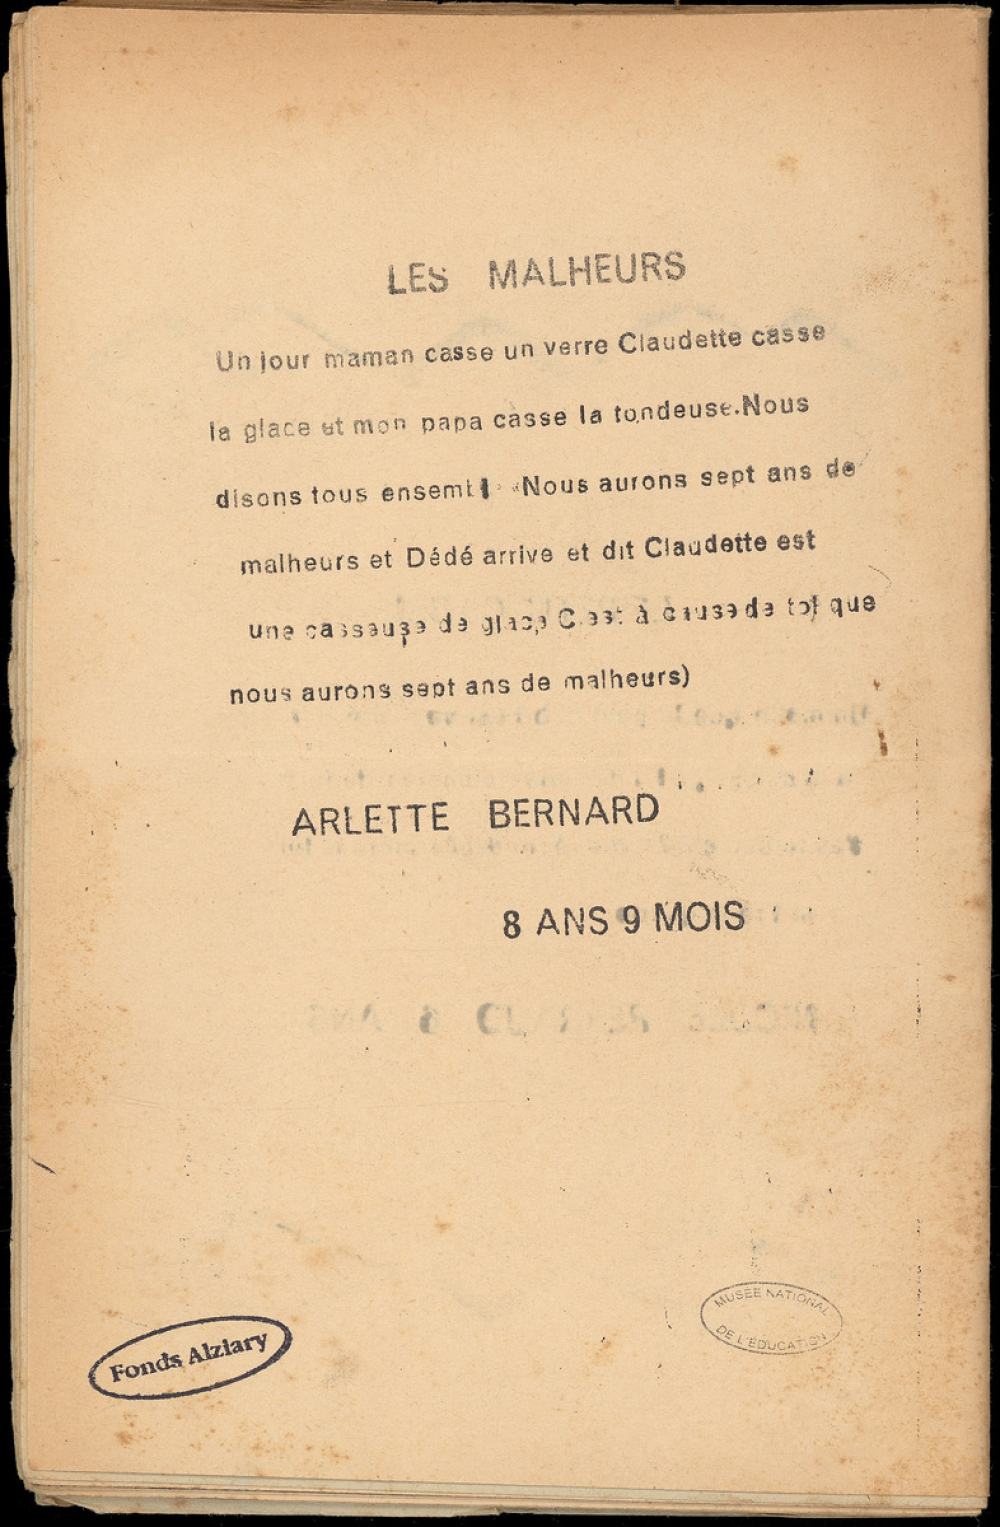 LES MALHEURS
Un jour maman casse un verre Claudette casse
la glace et mon papa casse la tondeuse.Nous
disons tous «Nous aurons sept ans de
malheurs et Dédé arrive et dit Claudette est
une casseuse de glace C'est à cause de toi que
nous aurons sept ans de malheurs)
ARLETTE BERNARD
8 ANS 9 MOIS
Fonds Alziary
MUSEE NATIONAL
DE L'EDUCATION